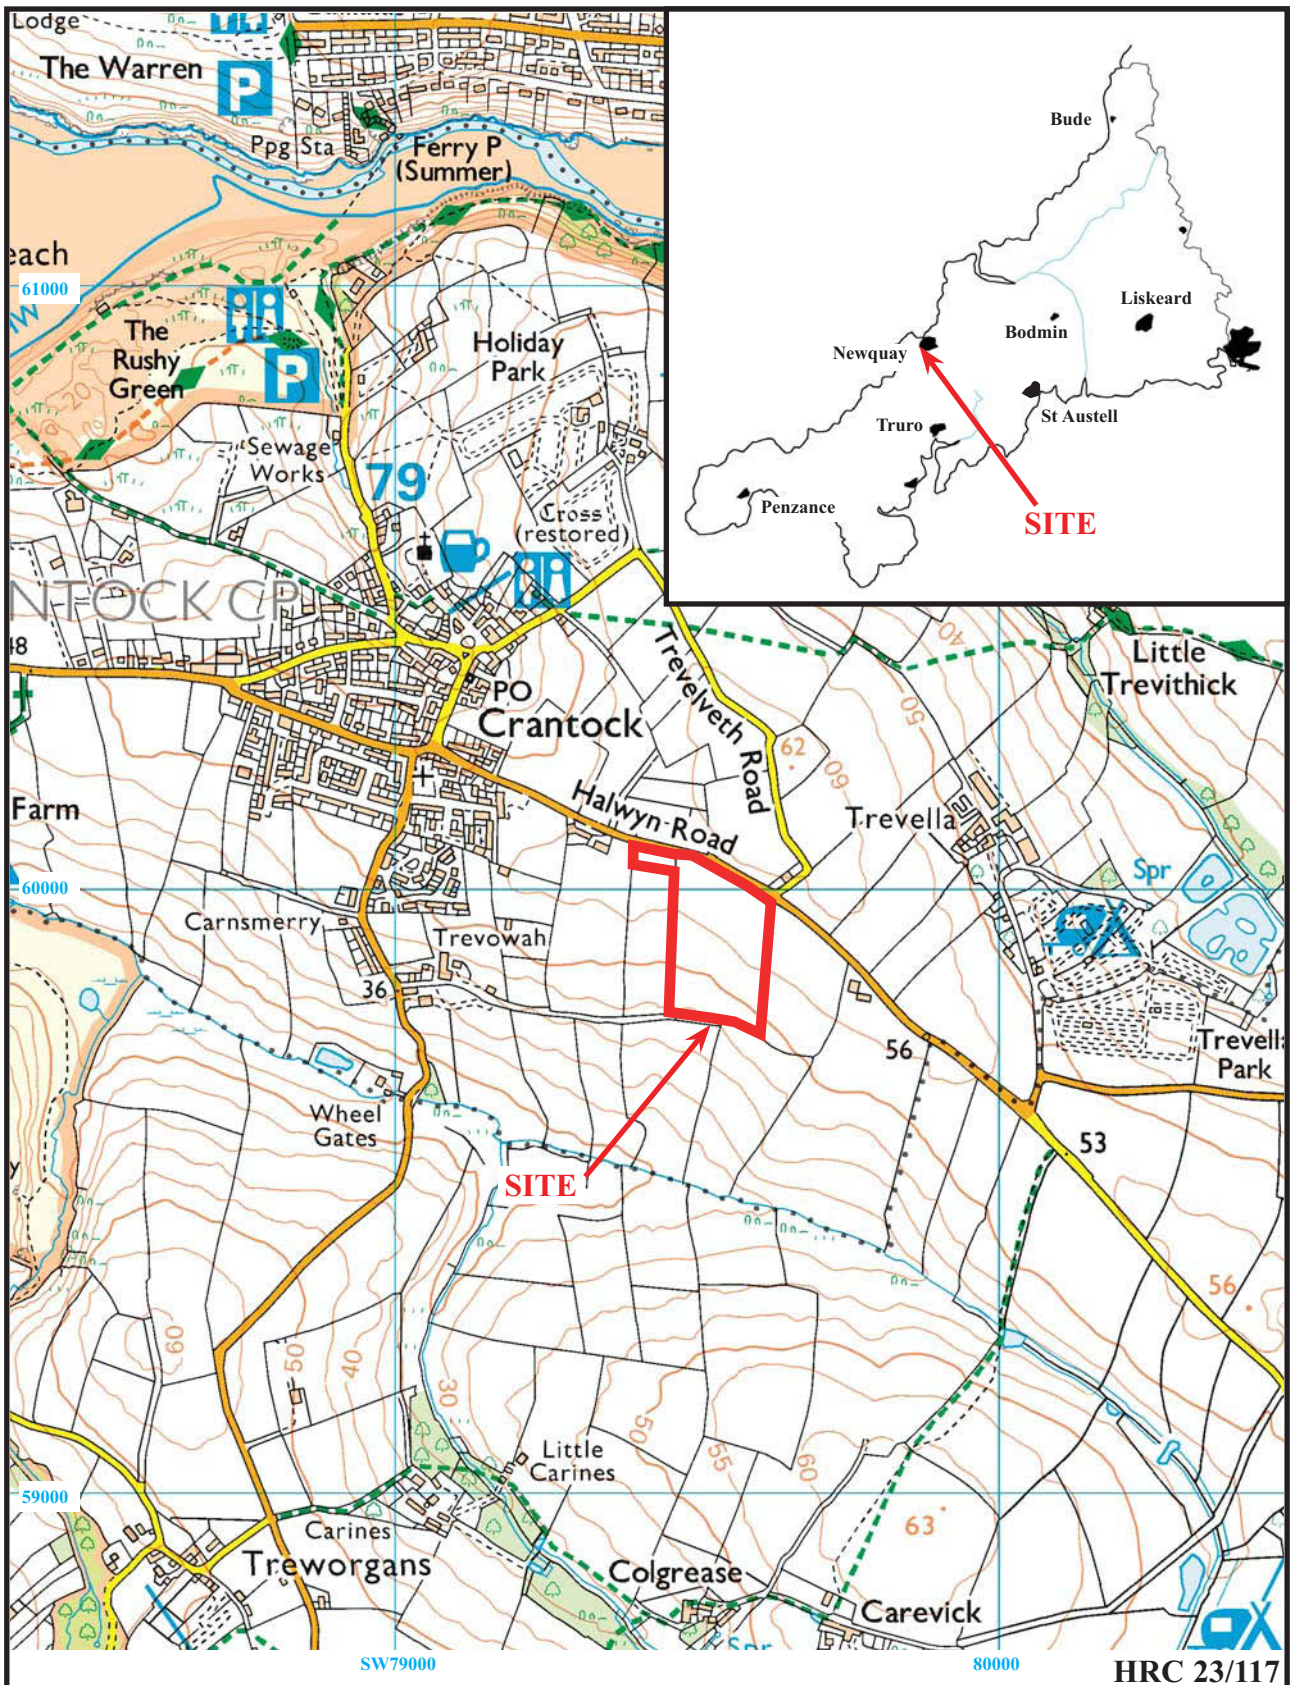 Lodge
The Warren
P
Ppg Sta
Ferry P
(Summer)
each
61000
The
Rushy
Green
P
20
Holiday
Park
Sewage
Works
79
Cross
(restored)
NTOCK CP
48
PO
Crantock
Trevelveth Road
62
60
50
40
Little
Trevithick
Farm
Halwyn Road
Trevella
Spr
60000
Carnsmerry
Trevowah
36
56
Trevella
Park
Wheel
Gates
SITE
53
y
60
50
40
30
50
55
60
56
Little
Carines
59000
63
Carines
Treworgans
Colgrease
Carevick
Spr
SW79000
80000
HRC 23/117
Bude
Liskeard
Bodmin
Newquay
St Austell
Truro
Penzance
SITE